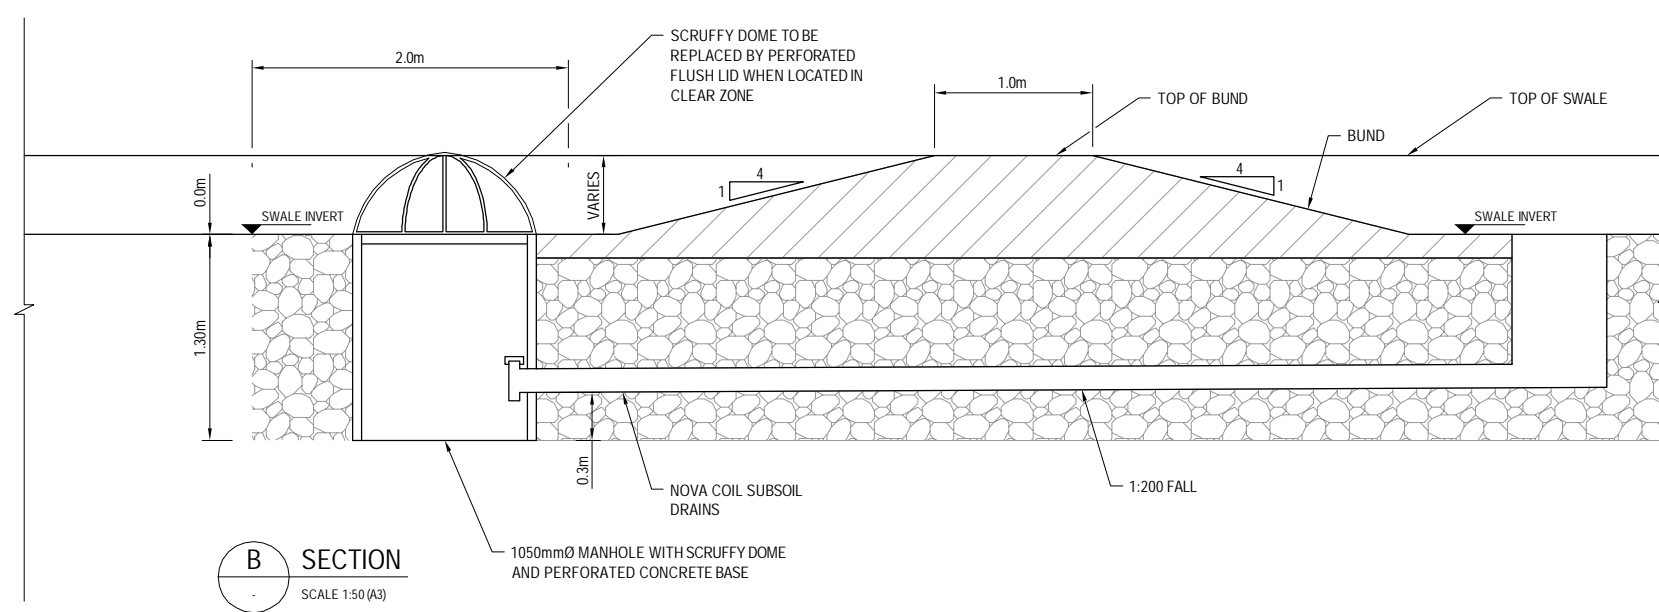 SCRUFFY DOME TO BE
REPLACED BY PERFORATED
FLUSH LID WHEN LOCATED IN
CLEAR ZONE
2.0m
1.0m
TOP OF BUND
TOP OF SWALE
BUND
4
1
4
1
0.0m
VARIES
SWALE INVERT
SWALE INVERT
1.30m
0.3m
NOVA COIL SUBSOIL
DRAINS
1:200 FALL
1050mmØ MANHOLE WITH SCRUFFY DOME
AND PERFORATED CONCRETE BASE
B
-
SECTION
SCALE 1:50 (A3)